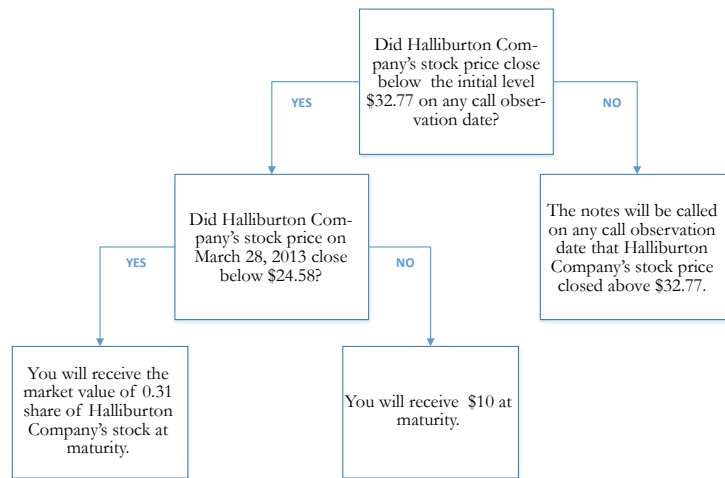 Did Halliburton Com-
pany's stock price close
below the initial level
$32.77 on any call obser-
vation date?
YES
NO
Did Halliburton Com-
pany's stock price on
March 28, 2013 close
below $24.58?
The notes will be called
on any call observation
date that Halliburton
Company's stock price
closed above $32.77.
YES
NO
You will receive the
market value of 0.31
share of Halliburton
Company's stock at
maturity.
You will receive $10 at
maturity.